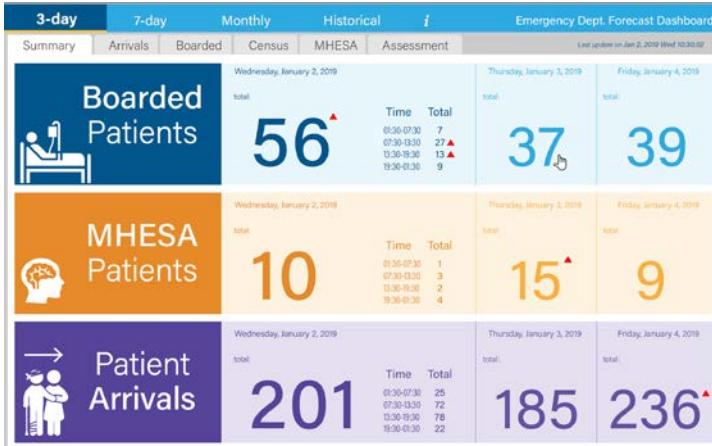 3-day 7-day Monthly Historical i Emergency Dept. Forecast Dashboard
Summary Arrivals Boarded Census MHESA Assessment Last update on Jan 2, 2019 Wed 10:30:02
Boarded
Patients
Wednesday, January 2, 2019
total:
56
Time Total
01:30-07:30 7
07:30-13:30 27
13:30-19:30 13
19:30-01:30 9
Thursday, January 3, 2019
total:
37
Friday, January 4, 2019
total:
39
MHESA
Patients
Wednesday, January 2, 2019
total:
10
Time Total
01:30-07:30 1
07:30-13:30 3
13:30-19:30 2
19:30-01:30 4
Thursday, January 3, 2019
total:
15
Friday, January 4, 2019
total:
9
Patient
Arrivals
Wednesday, January 2, 2019
total:
201
Time Total
01:30-07:30 25
07:30-13:30 72
13:30-19:30 78
19:30-01:30 22
Thursday, January 3, 2019
total:
185
Friday, January 4, 2019
total:
236